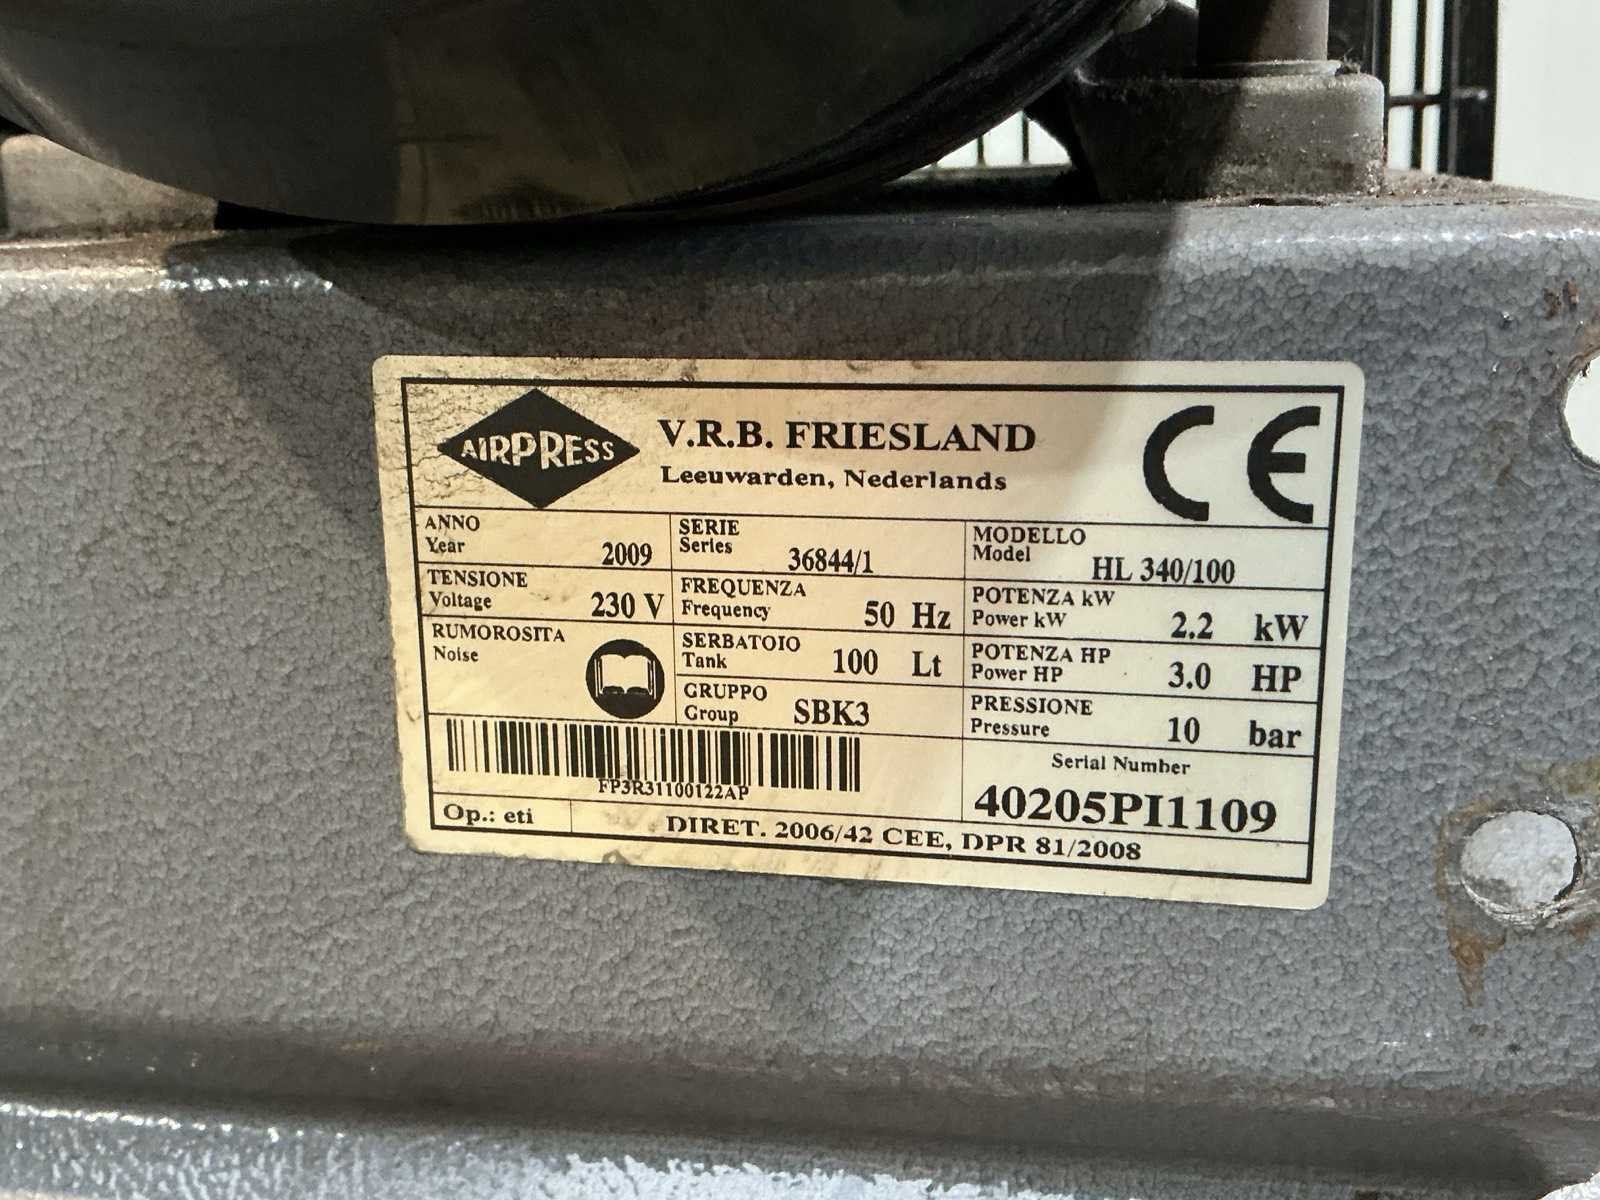 AIRPRESS
V.R.B. FRIESLAND
Leeuwarden, Nederlands
CE
ANNO
Year
2009
SERIE
Series
36844/1
MODELLO
Model
HL 340/100
TENSIONE
Voltage
230 V
FREQUENZA
Frequency
50 Hz
POTENZA kW
Power kW
2.2 kW
RUMOROSITA
Noise
SERBATOIO
Tank
100 Lt
POTENZA HP
Power HP
3.0 HP
GRUPPO
Group
SBK3
PRESSIONE
Pressure
10 bar
FP3R31100122AP
Serial Number
40205PI1109
Op.: eti
DIRET. 2006/42 CEE, DPR 81/2008